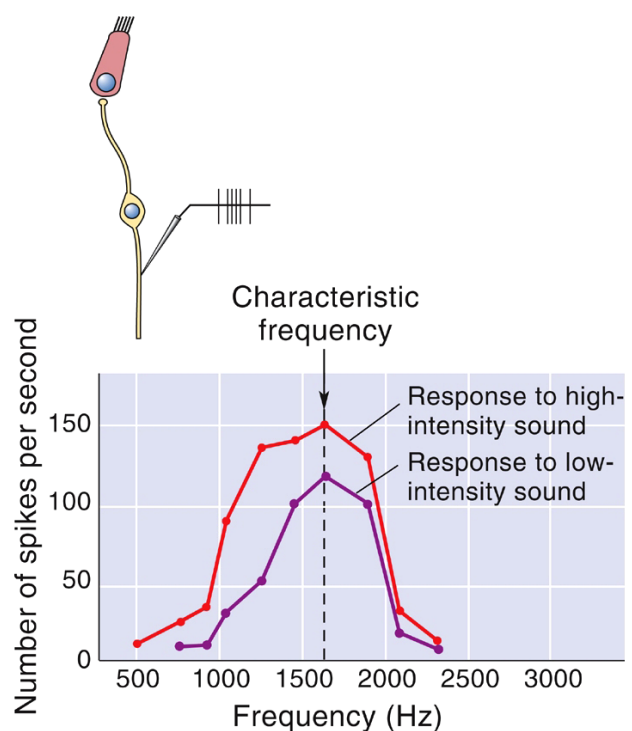 Characteristic
frequency
Number of spikes per second
150
100
50
0
Response to high-
intensity sound
Response to low-
intensity sound
500 1000 1500 2000 2500 3000
Frequency (Hz)